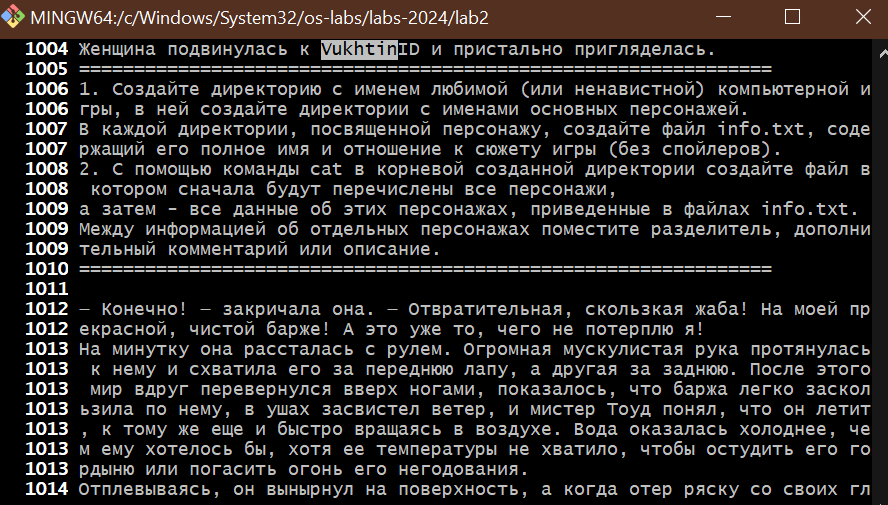 MINGW64:/c/Windows/System32/os-labs/labs-2024/lab2
1004 Женщина подвинулась к VukhtinID и пристально пригляделась.
1005 ===============================================================
1006 1. Создайте директорию с именем любимой (или ненавистной) компьютерной и
1006 гры, в ней создайте директории с именами основных персонажей.
1007 В каждой директории, посвященной персонажу, создайте файл info.txt, соде
1007 ржащий его полное имя и отношение к сюжету игры (без спойлеров).
1008 2. С помощью команды cat в корневой созданной директории создайте файл в
1008  котором сначала будут перечислены все персонажи,
1009 а затем - все данные об этих персонажах, приведенные в файлах info.txt.
1009 Между информацией об отдельных персонажах поместите разделитель, дополни
1009 тельный комментарий или описание.
1010 ===============================================================
1011
1012 — Конечно! — закричала она. — Отвратительная, скользкая жаба! На моей пр
1012 екрасной, чистой барже! А это уже то, чего не потерплю я!
1013 На минутку она рассталась с рулем. Огромная мускулистая рука протянулась
1013  к нему и схватила его за переднюю лапу, а другая за заднюю. После этого
1013  мир вдруг перевернулся вверх ногами, показалось, что баржа легко заскол
1013 ьзила по нему, в ушах засвистел ветер, и мистер Тоуд понял, что он летит
1013 , к тому же еще и быстро вращаясь в воздухе. Вода оказалась холоднее, че
1013 м ему хотелось бы, хотя ее температуры не хватило, чтобы остудить его го
1013 рдыню или погасить огонь его негодования.
1014 Отплевываясь, он вынырнул на поверхность, а когда отер ряску со своих гл